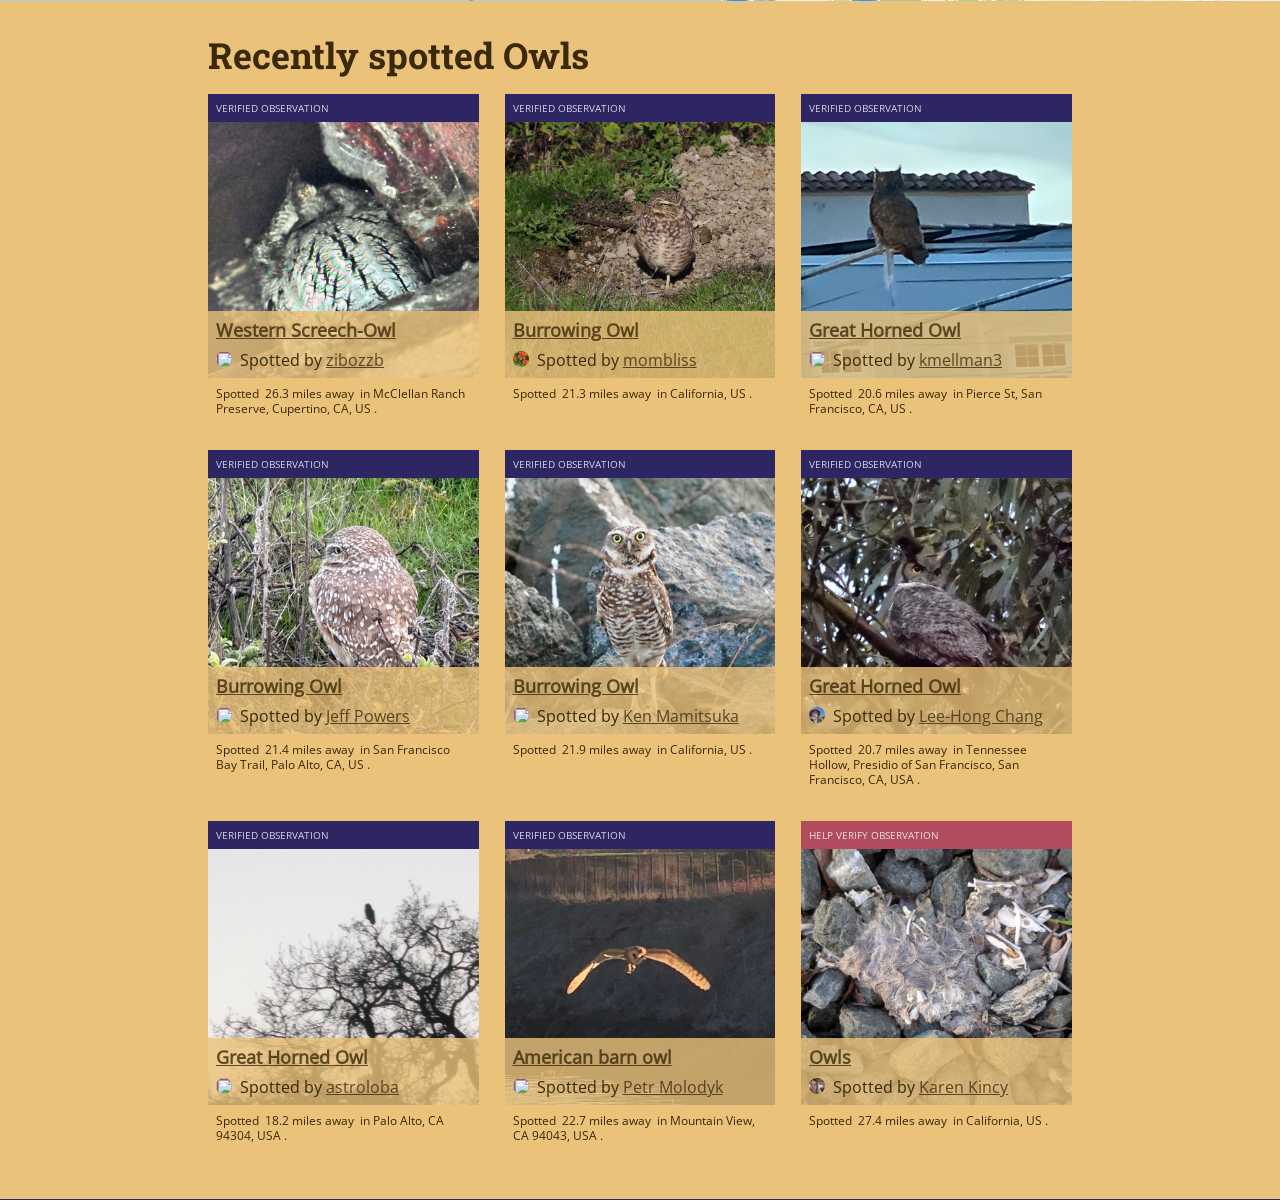 Recently spotted Owls
VERIFIED OBSERVATION
Western Screech-Owl
Spotted by zibozzb
Spotted 26.3 miles away in McClellan Ranch
Preserve, Cupertino, CA, US .
VERIFIED OBSERVATION
Burrowing Owl
Spotted by mombliss
Spotted 21.3 miles away in California, US .
VERIFIED OBSERVATION
Great Horned Owl
Spotted by kmellman3
Spotted 20.6 miles away in Pierce St, San
Francisco, CA, US .
VERIFIED OBSERVATION
Burrowing Owl
Spotted by Jeff Powers
Spotted 21.4 miles away in San Francisco
Bay Trail, Palo Alto, CA, US .
VERIFIED OBSERVATION
Burrowing Owl
Spotted by Ken Mamitsuka
Spotted 21.9 miles away in California, US .
VERIFIED OBSERVATION
Great Horned Owl
Spotted by Lee-Hong Chang
Spotted 20.7 miles away in Tennessee
Hollow, Presidio of San Francisco, San
Francisco, CA, USA .
VERIFIED OBSERVATION
Great Horned Owl
Spotted by astroloba
Spotted 18.2 miles away in Palo Alto, CA
94304, USA .
VERIFIED OBSERVATION
American barn owl
Spotted by Petr Molodyk
Spotted 22.7 miles away in Mountain View,
CA 94043, USA .
HELP VERIFY OBSERVATION
Owls
Spotted by Karen Kincy
Spotted 27.4 miles away in California, US .